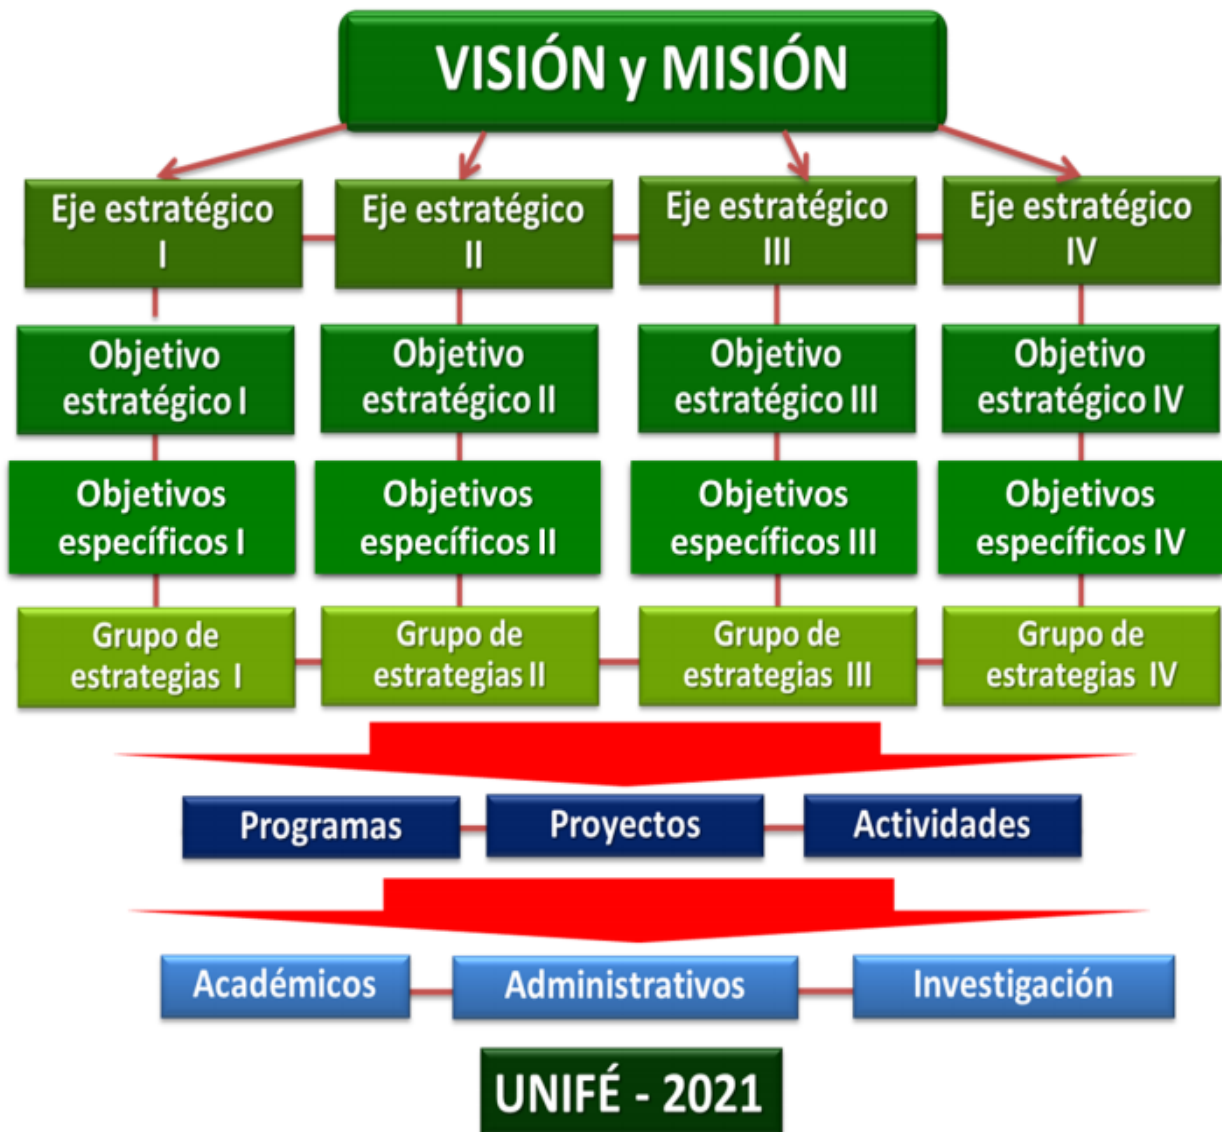 VISIÓN y MISIÓN
Eje estratégico
I
Eje estratégico
II
Eje estratégico
III
Eje estratégico
IV
Objetivo
estratégico I
Objetivo
estratégico II
Objetivo
estratégico III
Objetivo
estratégico IV
Objetivos
específicos I
Objetivos
específicos II
Objetivos
específicos III
Objetivos
específicos IV
Grupo de
estrategias I
Grupo de
estrategias II
Grupo de
estrategias III
Grupo de
estrategias IV
Programas
Proyectos
Actividades
Académicos
Administrativos
Investigación
UNIFÉ - 2021